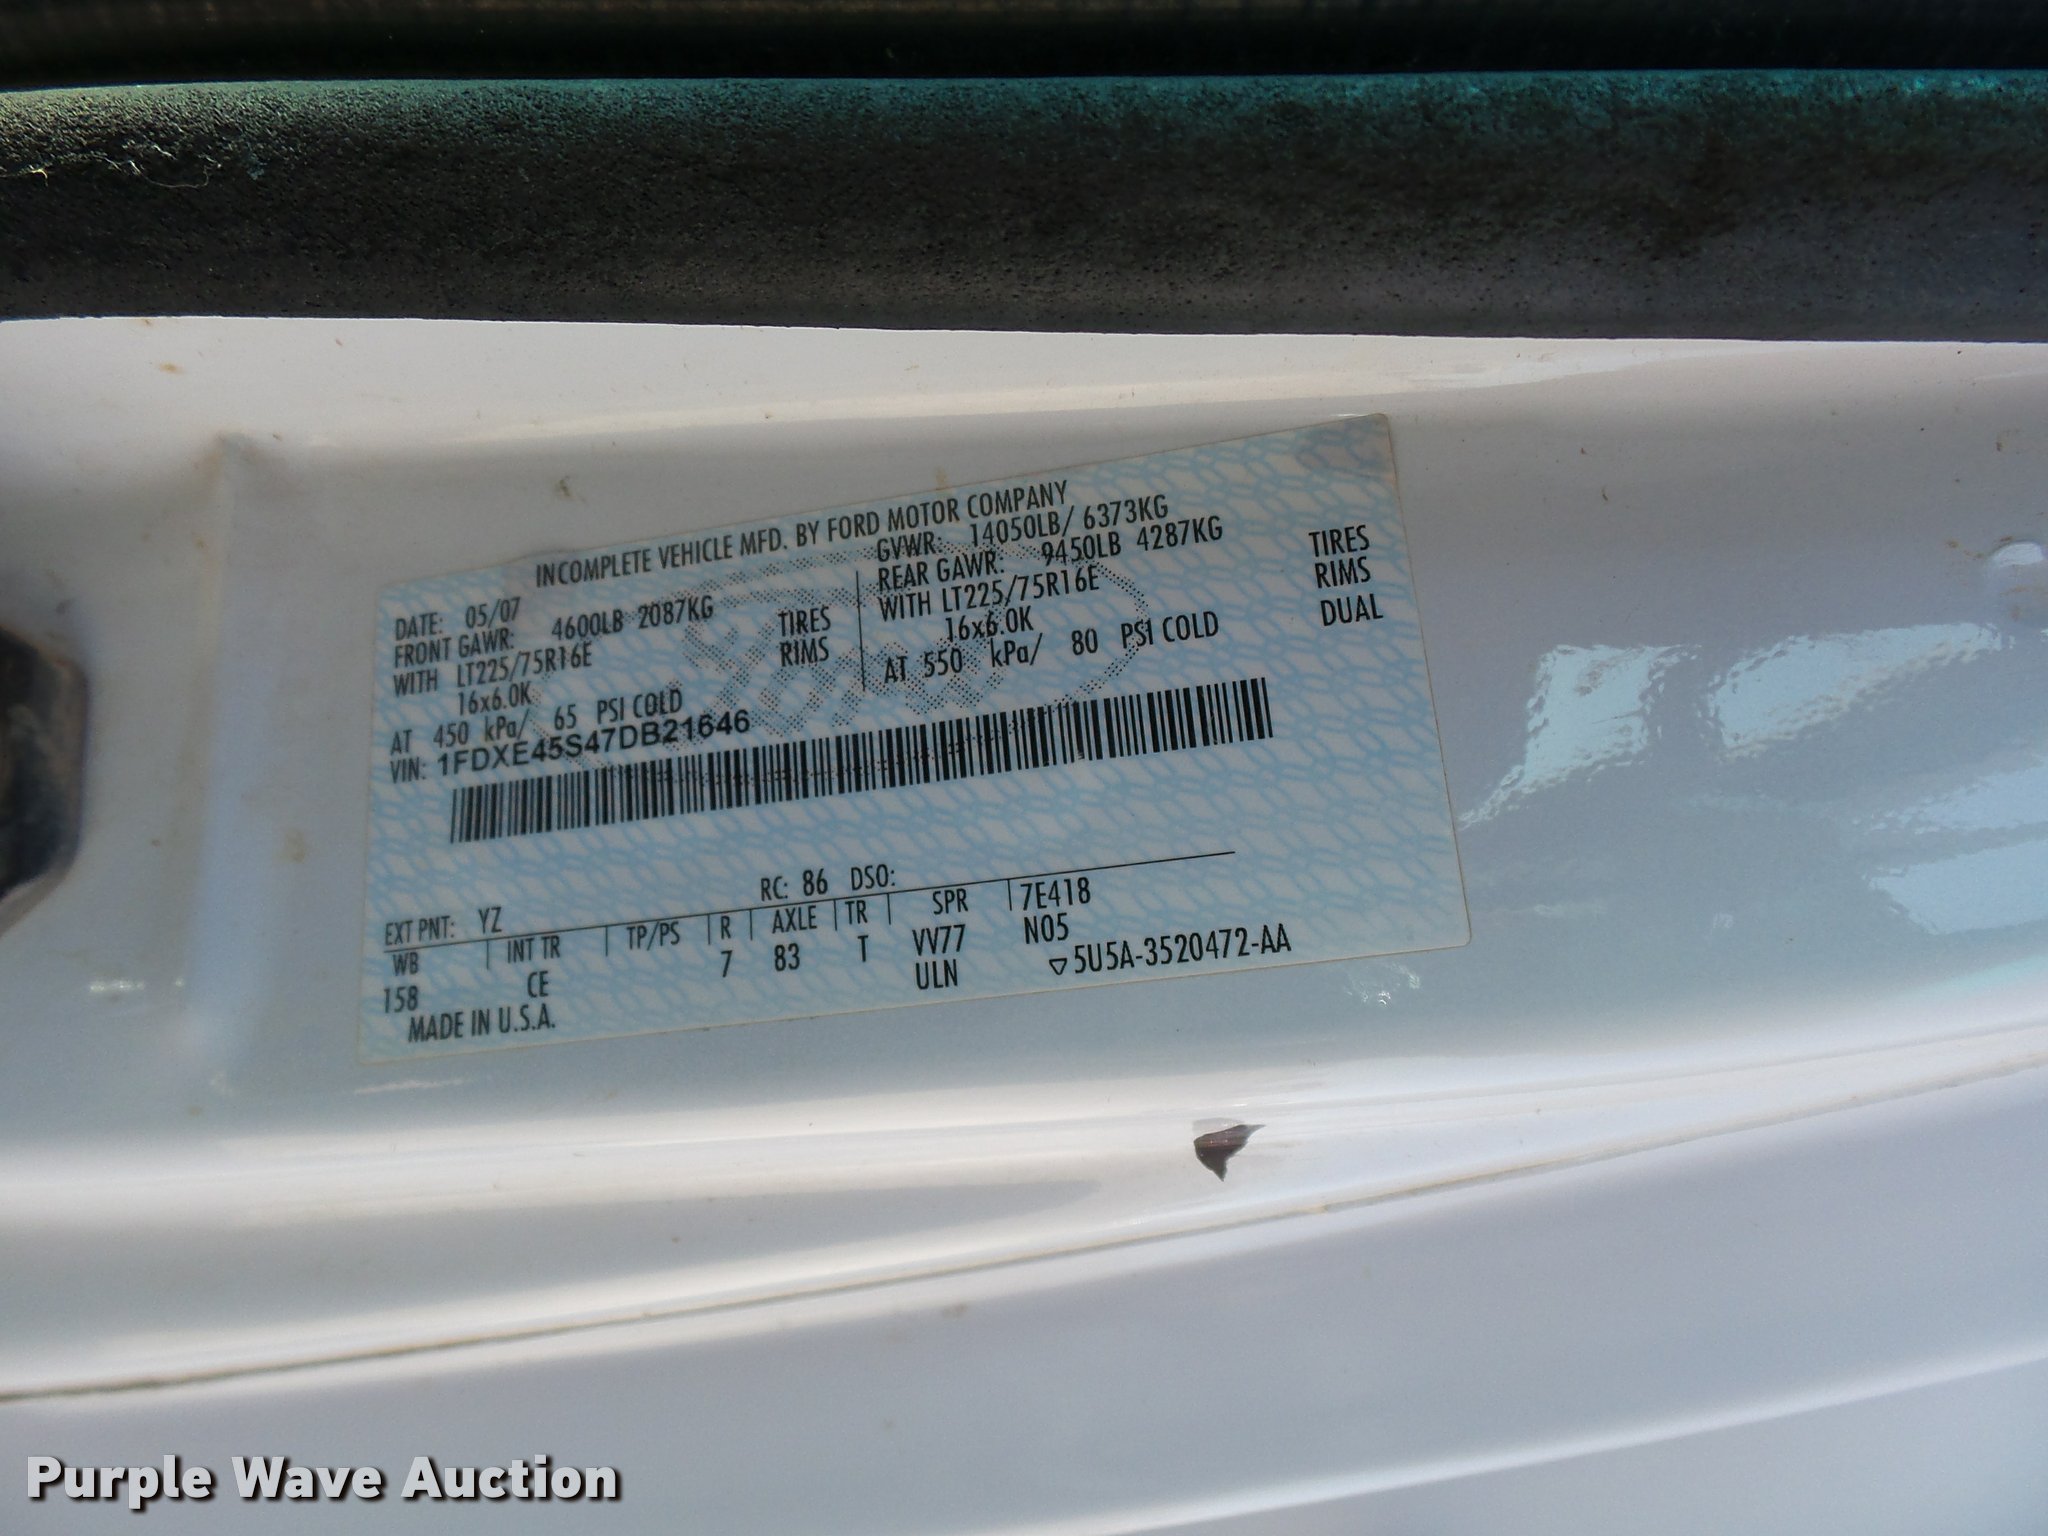 INCOMPLETE VEHICLE MFD. BY FORD MOTOR COMPANY
DATE: 05/07
GVWR: 14050LB/ 6373KG
FRONT GAWR: 4600LB 2087KG
REAR GAWR: 9450LB 4287KG
WITH LT225/75R16E TIRES
WITH LT225/75R16E TIRES
16x6.0K RIMS
16x6.0K RIMS
AT 450 kPa/ 65 PSI COLD
AT 550 kPa/ 80 PSI COLD DUAL
VIN: 1FDXE45S47DB21646
EXT PNT: YZ RC: 86 DSO:
WB INT TR TP/PS R AXLE TR SPR 7E418
158 CE 7 83 T VV77 N05
ULN
MADE IN U.S.A.
▽5U5A-3520472-AA
Ford
Purple Wave Auction